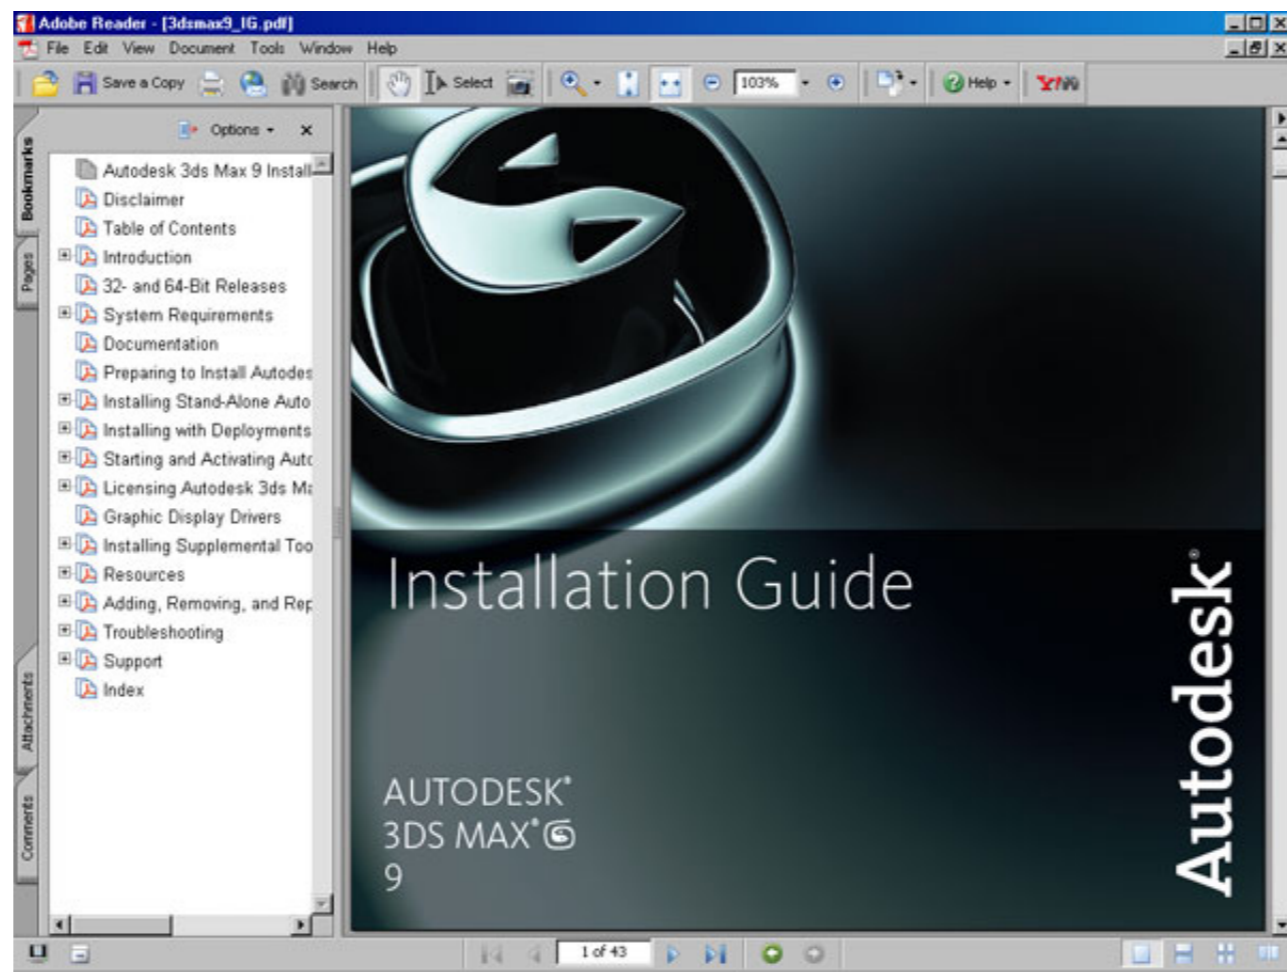 Adobe Reader - [3dsmax9_IG.pdf]
File Edit View Document Tools Window Help
Save a Copy Search Select 103% Help Y!
Options
Bookmarks
Pages
Attachments
Comments
Autodesk 3ds Max 9 Install
Disclaimer
Table of Contents
Introduction
32- and 64-Bit Releases
System Requirements
Documentation
Preparing to Install Autodes
Installing Stand-Alone Auto
Installing with Deployments
Starting and Activating Auto
Licensing Autodesk 3ds Ma
Graphic Display Drivers
Installing Supplemental Too
Resources
Adding, Removing, and Rep
Troubleshooting
Support
Index
Installation Guide
AUTODESK®
3DS MAX®
9
Autodesk®
1 of 43